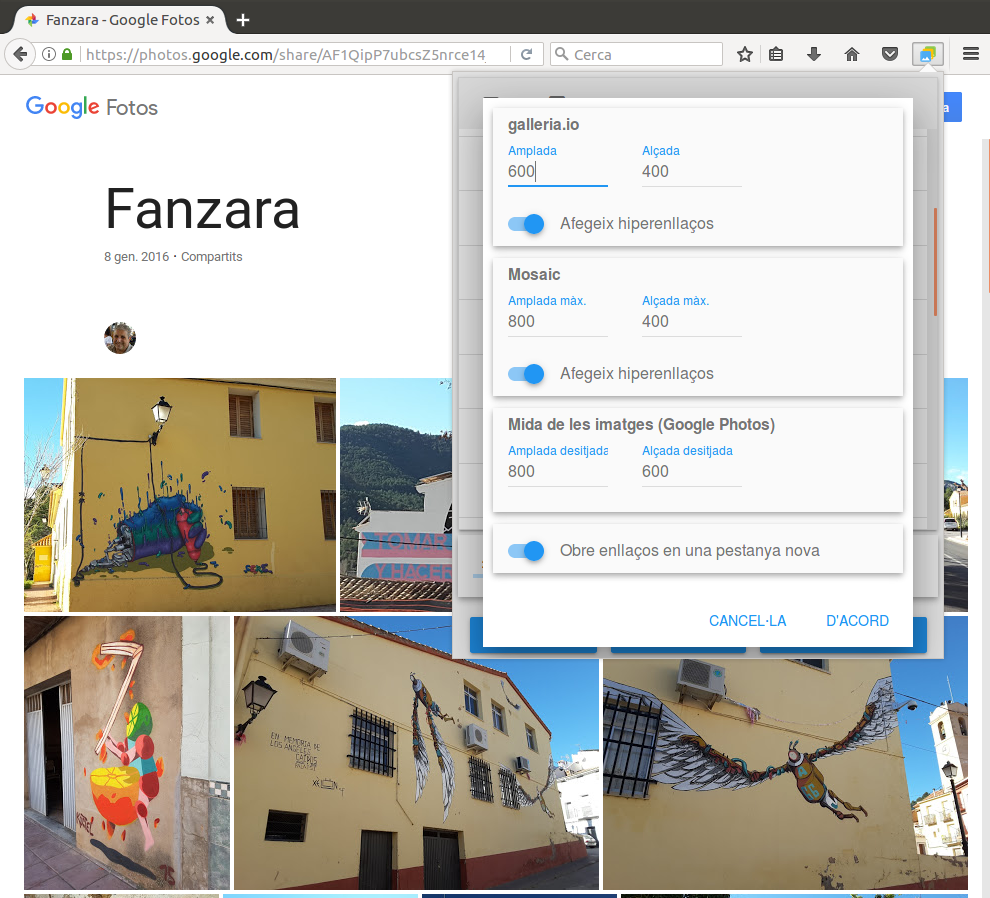 Fanzara - Google Fotos
https://photos.google.com/share/AF1QipP7ubcsZ5nrce14
Cerca
Google Fotos
a
Fanzara
8 gen. 2016 · Compartits
galleria.io
Amplada
Alçada
600
400
Afegeix hiperenllaços
Mosaic
Amplada màx.
Alçada màx.
800
400
Afegeix hiperenllaços
Mida de les imatges (Google Photos)
Amplada desitjada
Alçada desitjada
800
600
Obre enllaços en una pestanya nova
CANCEL·LA
D'ACORD
TOMAR
Y HACER
EN MEMORIA DE
LOS ANGELES
CAIDOS